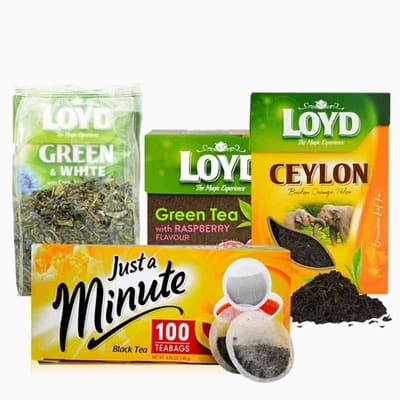 LOYD
The Magic Experience
GREEN
& WHITE
LOYD
The Magic Experience
Green Tea
with RASPBERRY
FLAVOUR
LOYD
The Magic Experience
CEYLON
Broken Orange Pekoe
Just a
Minute
100
TEABAGS
Black Tea